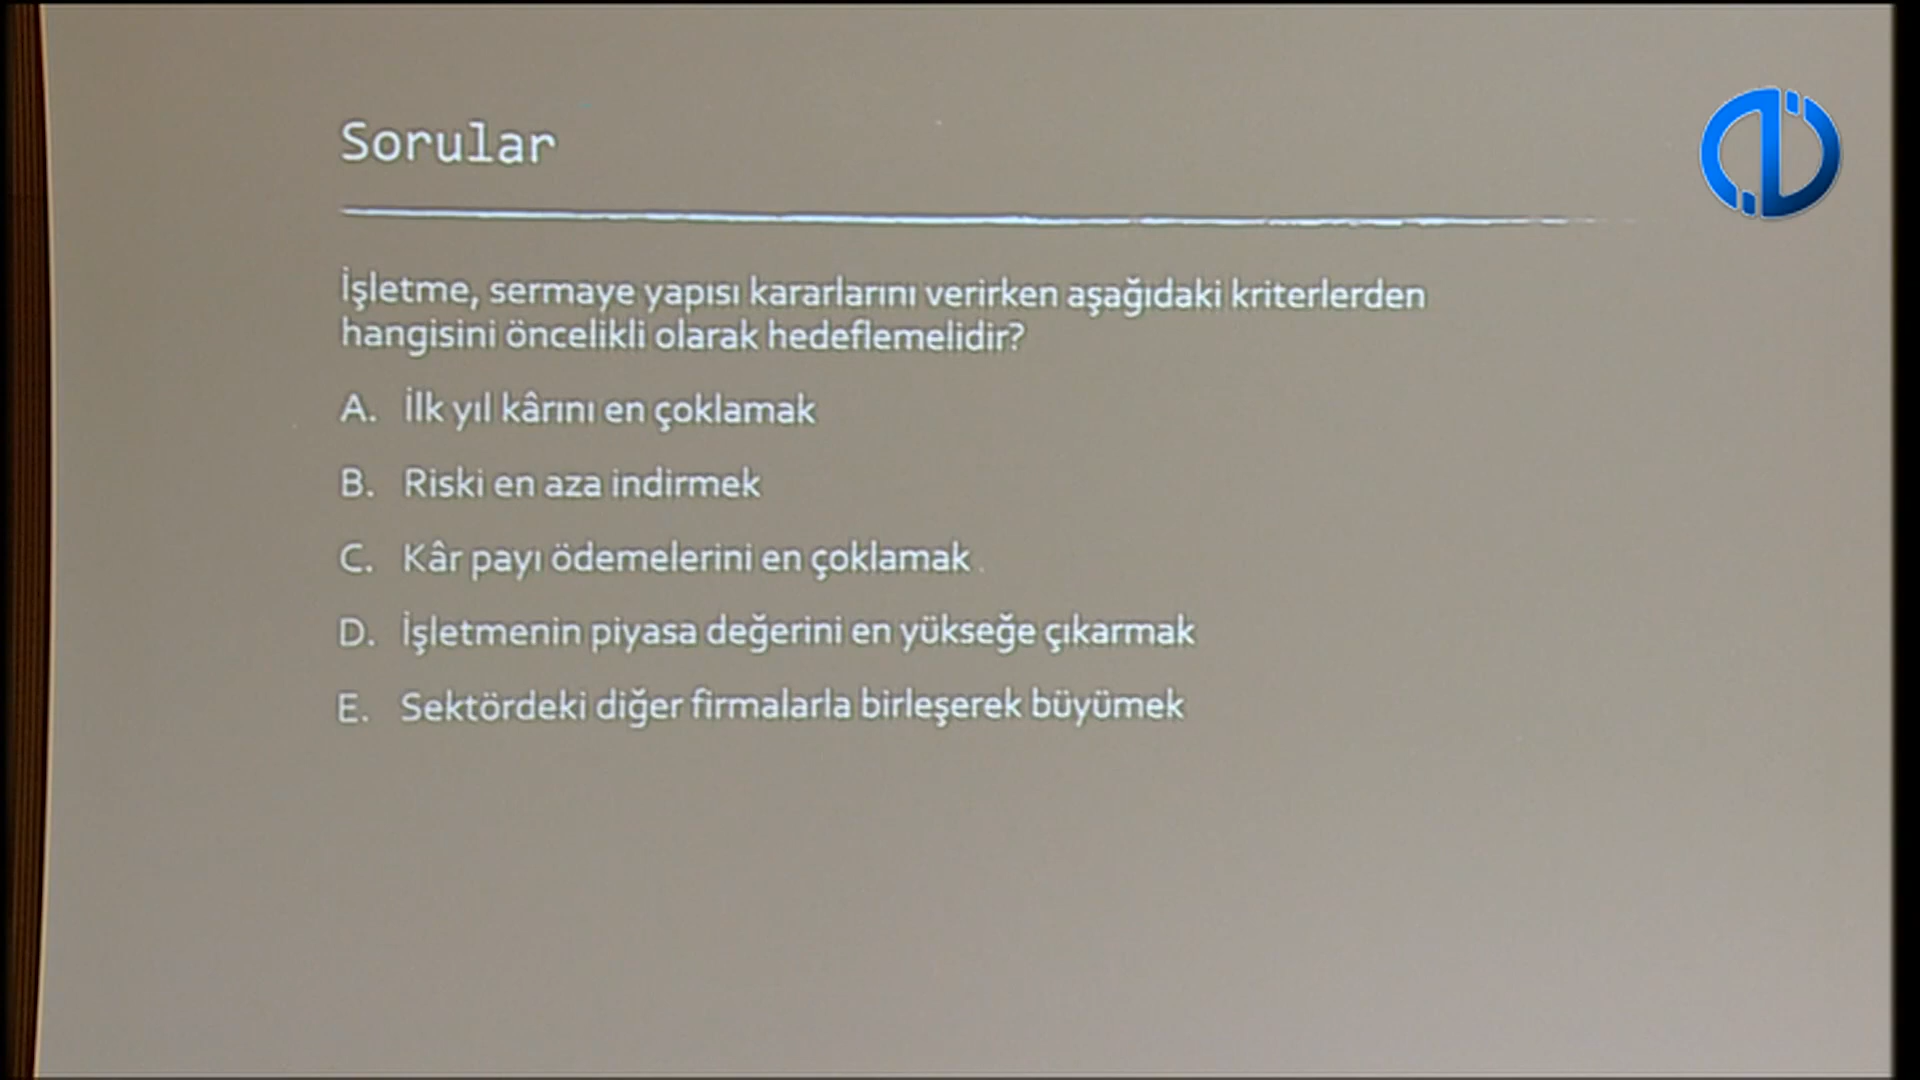 Sorular
İşletme, sermaye yapısı kararlarını verirken aşağıdaki kriterlerden
hangisini öncelikli olarak hedeflemelidir?
A. İlk yıl kârını en çoklamak
B. Riski en aza indirmek
C. Kâr payı ödemelerini en çoklamak
D. İşletmenin piyasa değerini en yükseğe çıkarmak
E. Sektördeki diğer firmalarla birleşerek büyümek